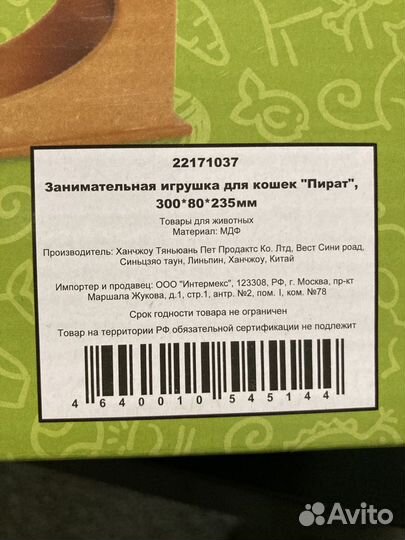 22171037
Занимательная игрушка для кошек "Пират",
300*80*235мм
Товары для животных
Материал: МДФ
Производитель: Ханчжоу Тяньюань Пет Продактс Ко. Лтд, Вест Сини роад,
Синьцзяо таун, Линьпин, Ханчжоу, Китай
Импортер и продавец: ООО "Интермекс", 123308, РФ, г. Москва, пр-кт
Маршала Жукова, д.1, стр.1, антр. №2, пом. I, ком. №78
Срок годности товара не ограничен
Товар на территории РФ обязательной сертификации не подлежит
4 640010 545144
Avito